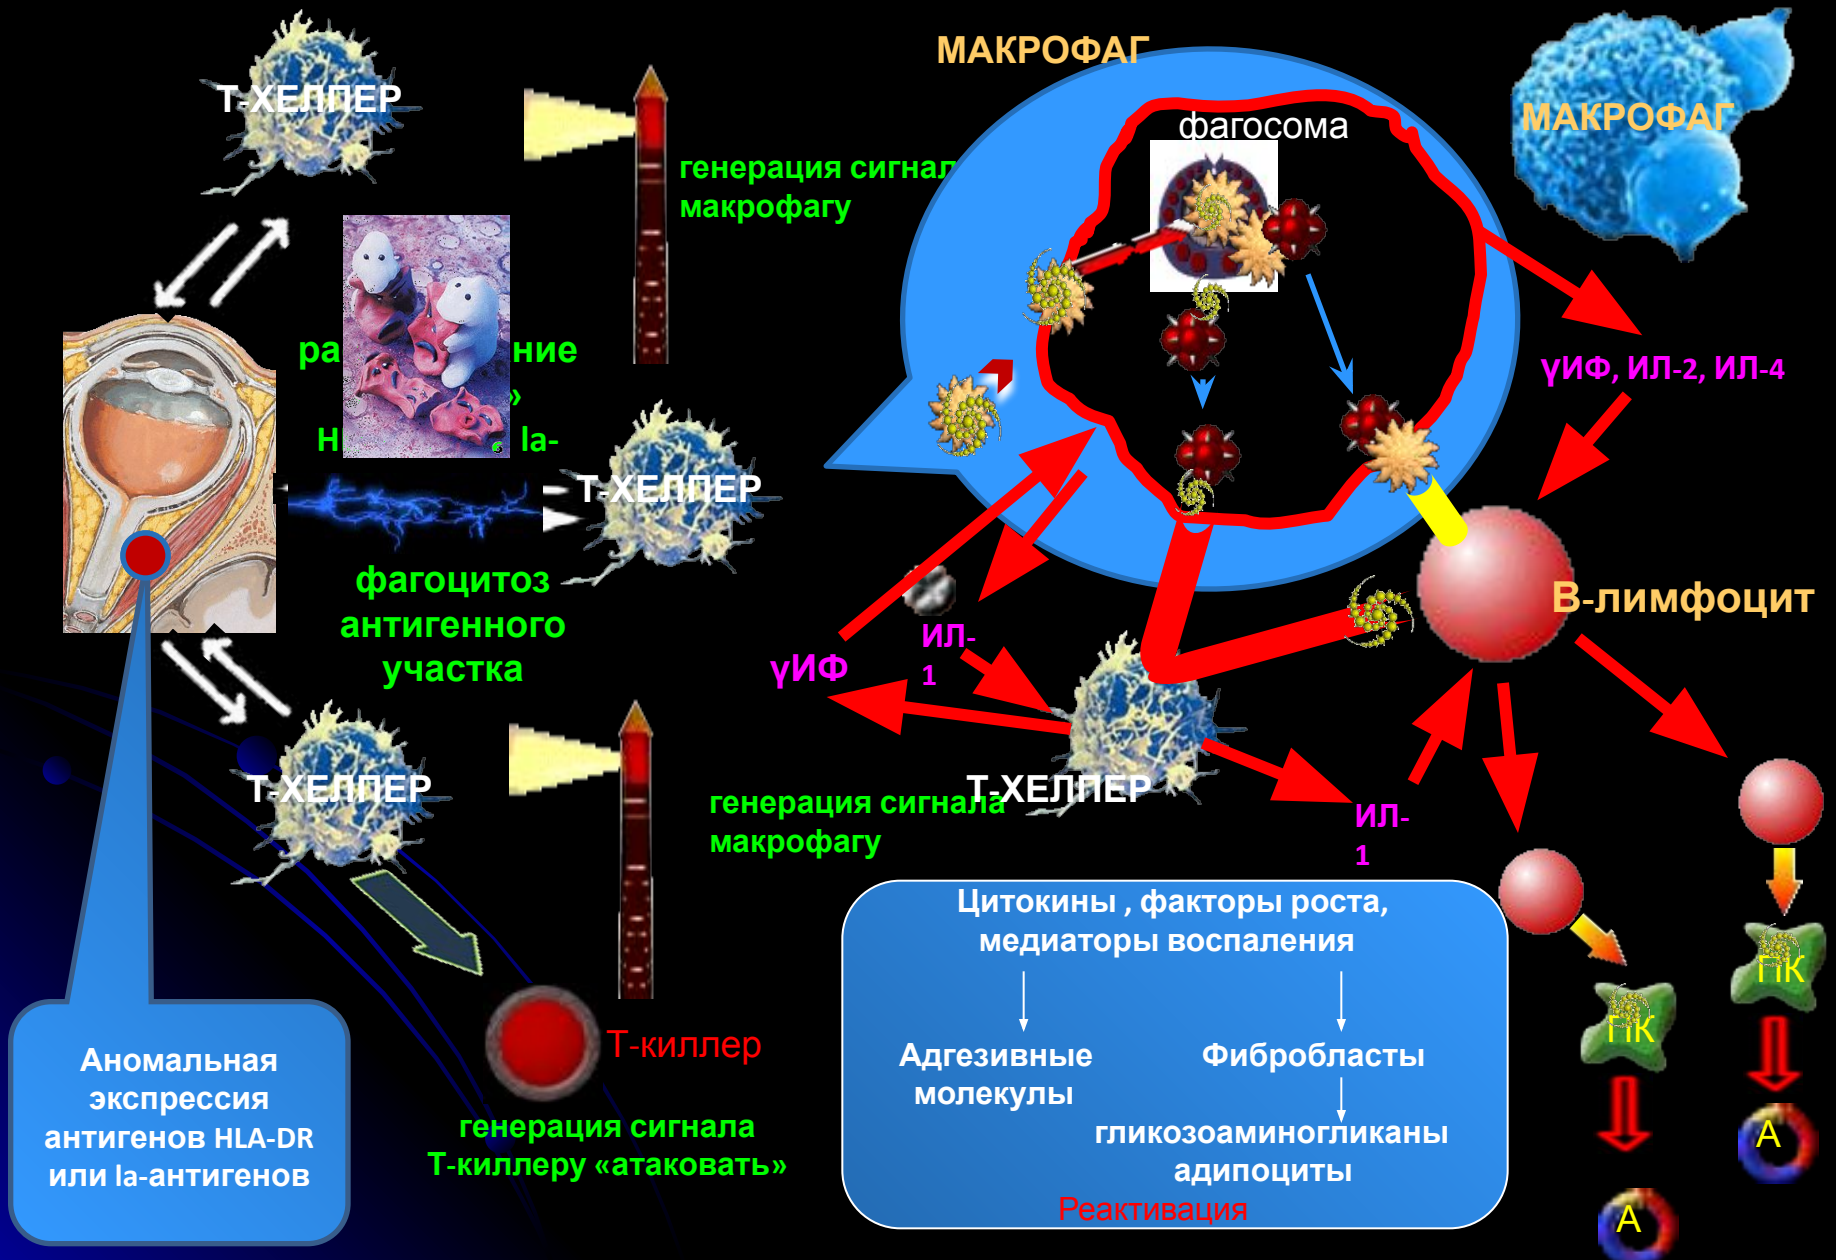 Т-ХЕЛПЕР
МАКРОФАГ
фагосома
МАКРОФАГ
генерация сигнал
макрофагу
ра
ние
»
Н
Ia-
Т-ХЕЛПЕР
γИФ, ИЛ-2, ИЛ-4
фагоцитоз
антигенного
участка
В-лимфоцит
γИФ
ИЛ-
1
Т-ХЕЛПЕР
генерация сигнала
макрофагу
Т-ХЕЛПЕР
ИЛ-
1
Т-киллер
генерация сигнала
Т-киллеру «атаковать»
Аномальная
экспрессия
антигенов HLA-DR
или Ia-антигенов
Цитокины , факторы роста,
медиаторы воспаления
Адгезивные
молекулы
Фибробласты
гликозоаминогликаны
адипоциты
Реактивация
ПК
ПК
А
А